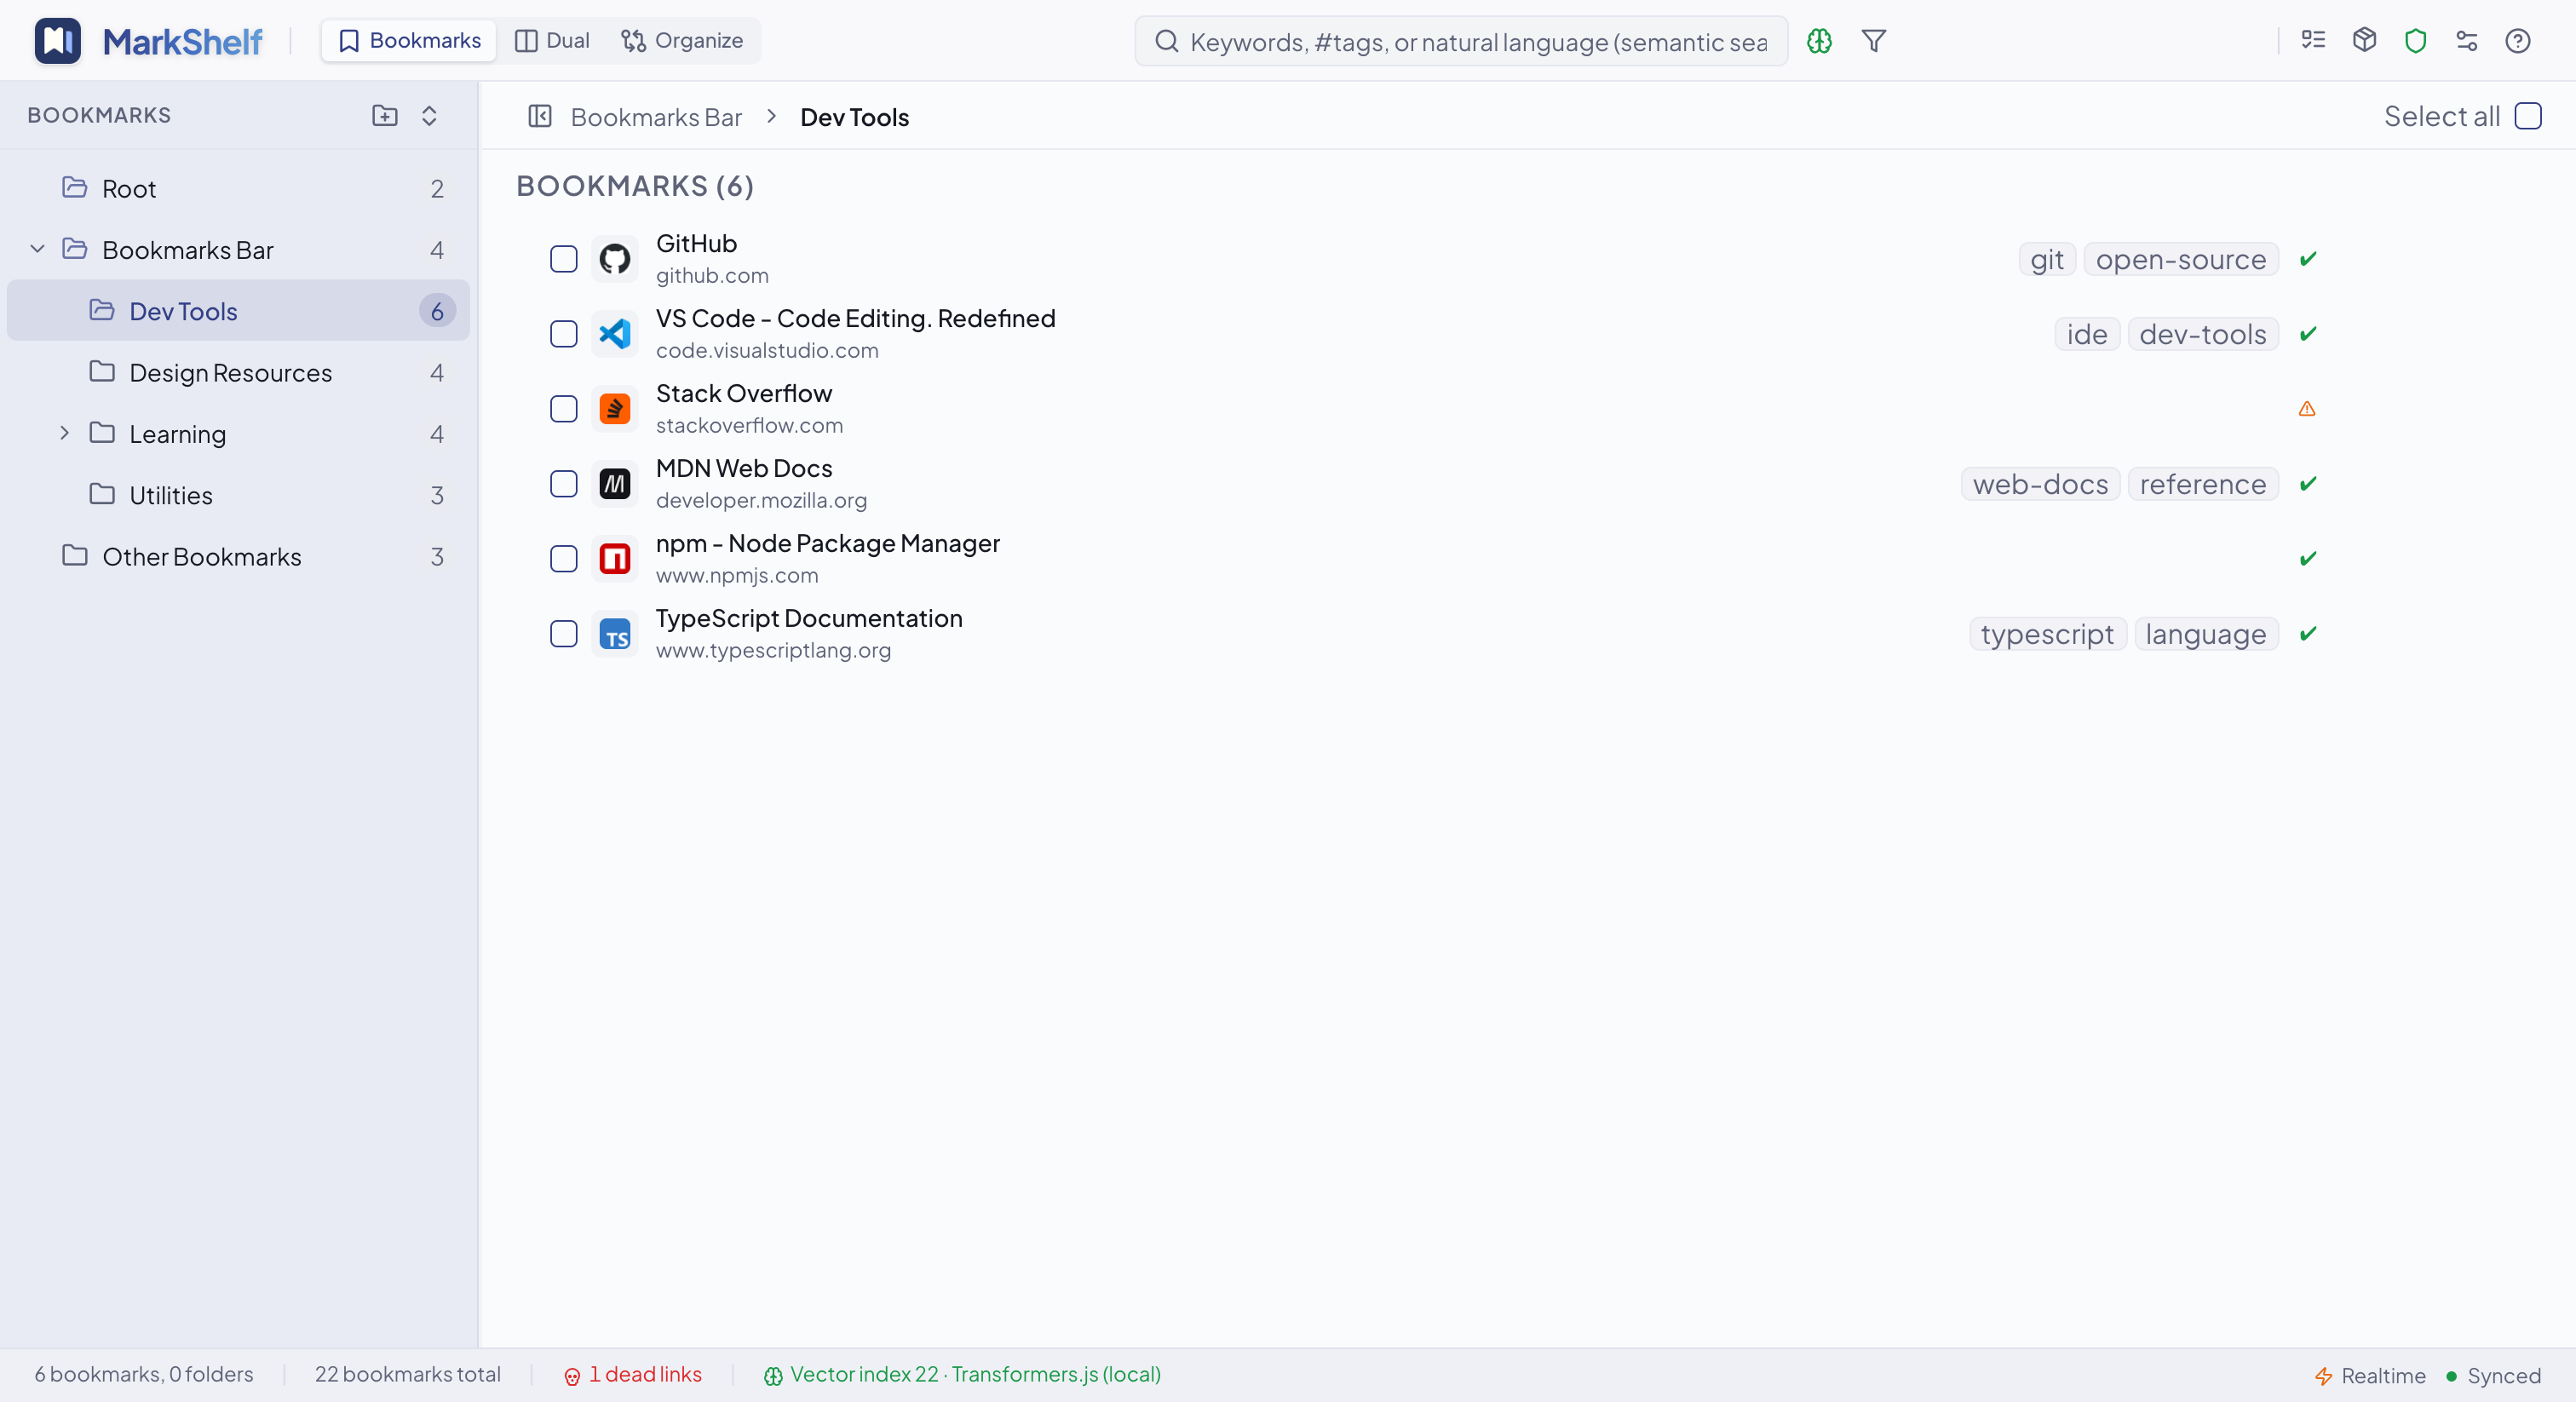 MarkShelf
Bookmarks
Dual
Organize
Keywords, #tags, or natural language (semantic sea
BOOKMARKS
Root 2
Bookmarks Bar 4
Dev Tools 6
Design Resources 4
Learning 4
Utilities 3
Other Bookmarks 3
Bookmarks Bar > Dev Tools
Select all
BOOKMARKS (6)
GitHub
github.com
git open-source
VS Code - Code Editing. Redefined
code.visualstudio.com
ide dev-tools
Stack Overflow
stackoverflow.com
MDN Web Docs
developer.mozilla.org
web-docs reference
npm - Node Package Manager
www.npmjs.com
TS
TypeScript Documentation
www.typescriptlang.org
typescript language
6 bookmarks, 0 folders
22 bookmarks total
1 dead links
Vector index 22 · Transformers.js (local)
Realtime
Synced